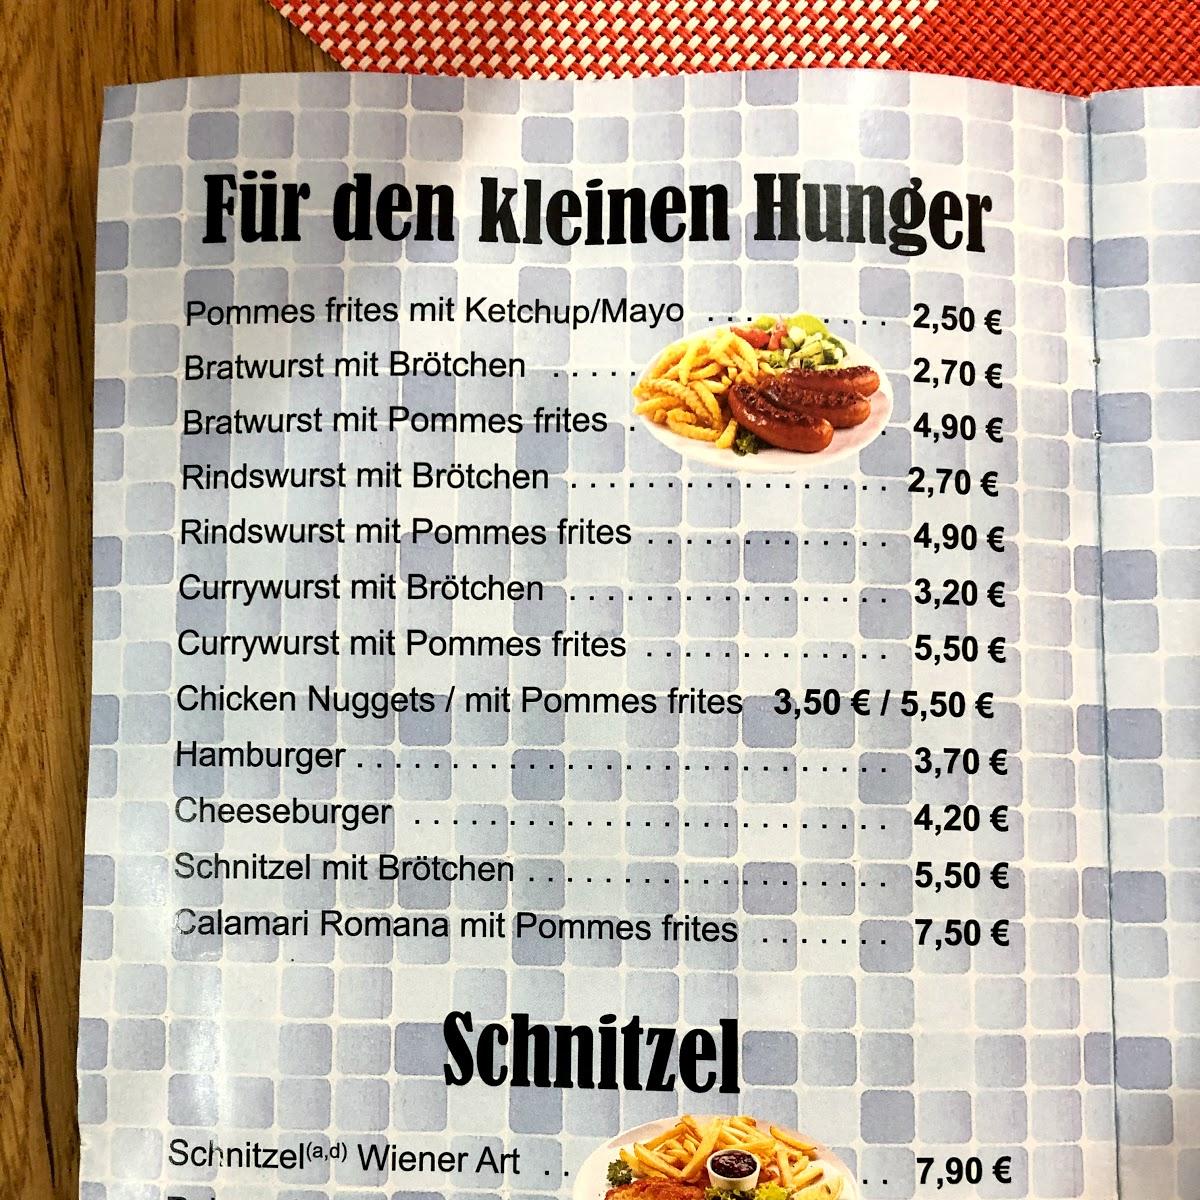 Für den kleinen Hunger
Pommes frites mit Ketchup/Mayo . . . . . . . 2,50 €
Bratwurst mit Brötchen . . . . . 2,70 €
Bratwurst mit Pommes frites . . 4,90 €
Rindswurst mit Brötchen . . . . . . . . . . . . . . . . . 2,70 €
Rindswurst mit Pommes frites . . . . . . . . . . . . . 4,90 €
Currywurst mit Brötchen . . . . . . . . . . . . . . . . . 3,20 €
Currywurst mit Pommes frites . . . . . . . . . . . . . 5,50 €
Chicken Nuggets / mit Pommes frites 3,50 € / 5,50 €
Hamburger . . . . . . . . . . . . . . . . . . . . . . . . . . . . 3,70 €
Cheeseburger . . . . . . . . . . . . . . . . . . . . . . . . . 4,20 €
Schnitzel mit Brötchen . . . . . . . . . . . . . . . . . . . 5,50 €
Calamari Romana mit Pommes frites . . . . . . . 7,50 €
Schnitzel
Schnitzel(a,d) Wiener Art . . . . 7,90 €